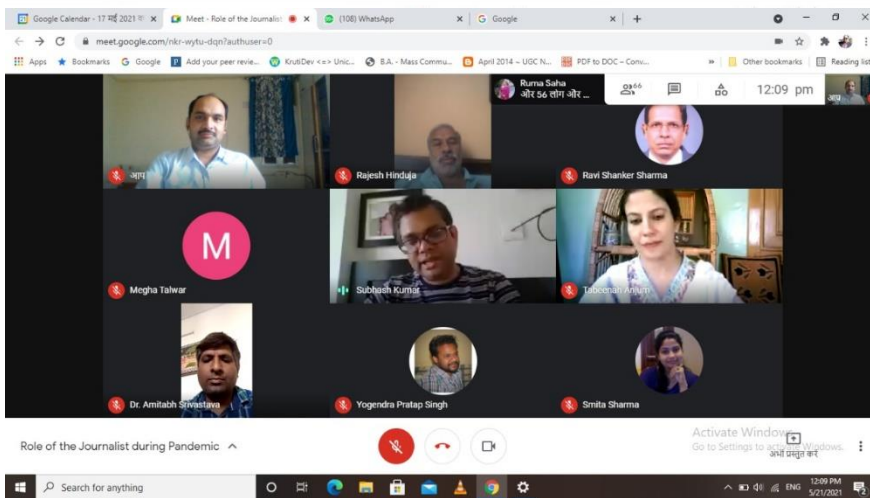 Google Calendar - 17 मई 2021 क
Meet - Role of the Journalis
(108) WhatsApp
Google
meet.google.com/nkr-wytu-dqn?authuser=0
Apps
Bookmarks
Google
Add your peer revie...
KrutiDev <=> Unic...
B.A. - Mass Commu...
April 2014 – UGC N...
PDF to DOC – Conv...
Other bookmarks
Reading list
Ruma Saha
और 56 लोग और ...
66
12:09 pm
आप
आप
Rajesh Hinduja
Ravi Shanker Sharma
M
Megha Talwar
Subhash Kumar
Tabeenah Anjum
Dr. Amitabh Srivastava
Yogendra Pratap Singh
Smita Sharma
Role of the Journalist during Pandemic
Activate Windows
Go to Settings to activate Windows.
अभी प्रस्तुत करें
Search for anything
ENG
12:09 PM
5/21/2021